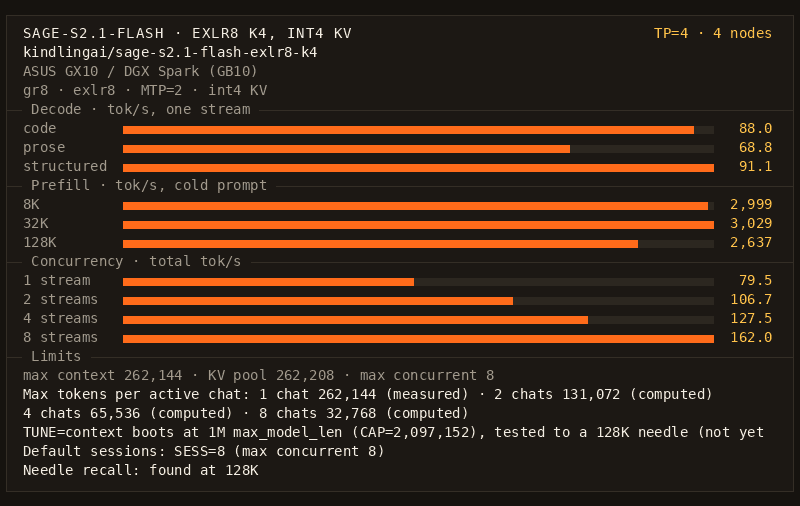 SAGE-S2.1-FLASH · EXLR8 K4, INT4 KV TP=4 · 4 nodes
kindlingai/sage-s2.1-flash-exlr8-k4
ASUS GX10 / DGX Spark (GB10)
gr8 · exlr8 · MTP=2 · int4 KV
Decode · tok/s, one stream
code 88.0
prose 68.8
structured 91.1
Prefill · tok/s, cold prompt
8K 2,999
32K 3,029
128K 2,637
Concurrency · total tok/s
1 stream 79.5
2 streams 106.7
4 streams 127.5
8 streams 162.0
Limits
max context 262,144 · KV pool 262,208 · max concurrent 8
Max tokens per active chat: 1 chat 262,144 (measured) · 2 chats 131,072 (computed)
4 chats 65,536 (computed) · 8 chats 32,768 (computed)
TUNE=context boots at 1M max_model_len (CAP=2,097,152), tested to a 128K needle (not yet
Default sessions: SESS=8 (max concurrent 8)
Needle recall: found at 128K